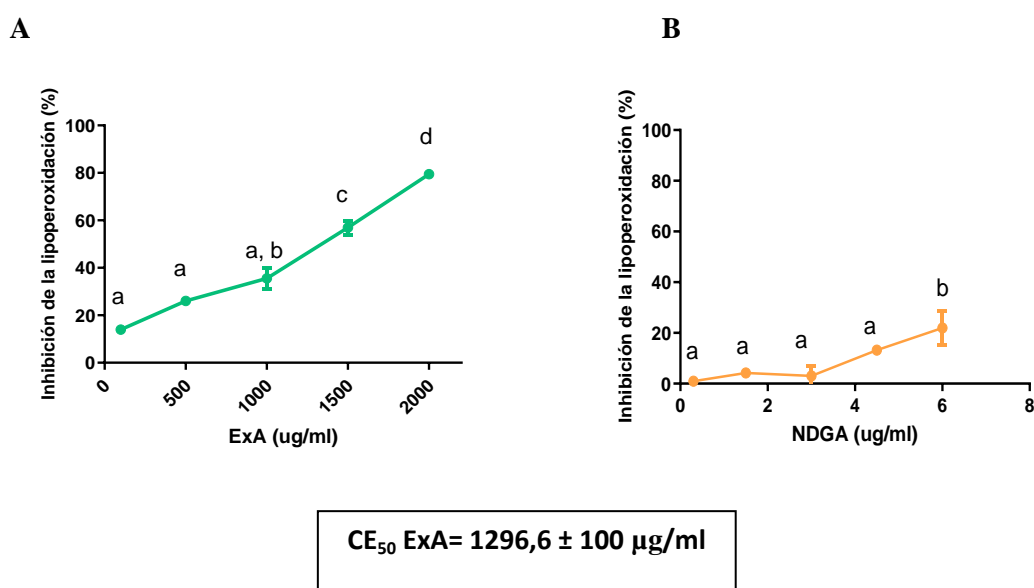 A
B
Inhibición de la lipoperoxidación (%)
100
80
60
40
20
0
a
a
a, b
c
d
0
500
1000
1500
2000
ExA (ug/ml)
Inhibición de la lipoperoxidación (%)
100
80
60
40
20
0
a
a
a
a
b
0 2 4 6 8
NDGA (ug/ml)
CE₅₀ ExA= 1296,6 ± 100 µg/ml